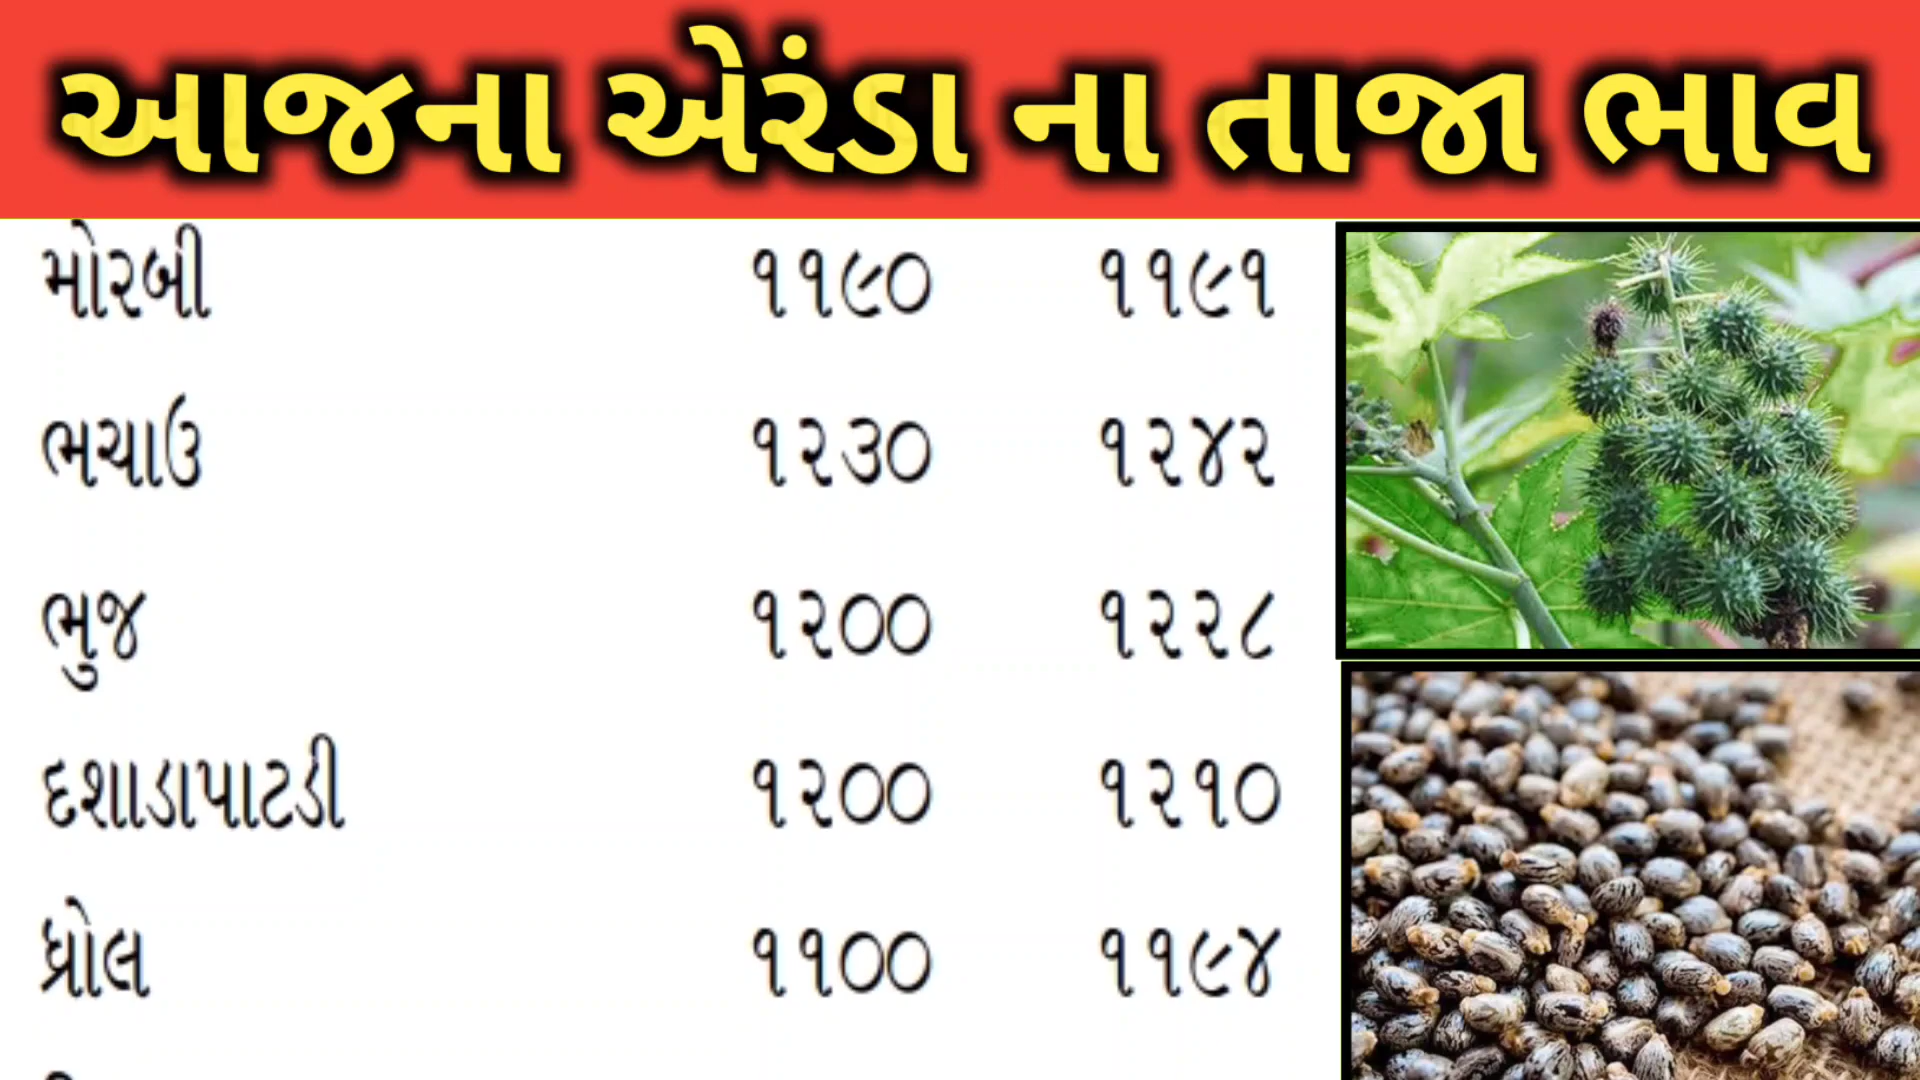 આજના એરંડા ના તાજા ભાવ
મોરબી ૧૧૯૦ ૧૧૯૧
ભચાઉ ૧૨૩૦ ૧૨૪૨
ભુજ ૧૨૦૦ ૧૨૨૮
દશાડાપાટડી ૧૨૦૦ ૧૨૧૦
ધ્રોલ ૧૧૦૦ ૧૧૯૪